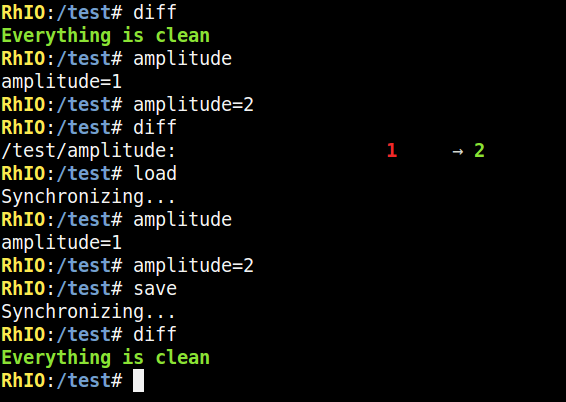 RhIO:/test# diff
Everything is clean
RhIO:/test# amplitude
amplitude=1
RhIO:/test# amplitude=2
RhIO:/test# diff
/test/amplitude: 1 → 2
RhIO:/test# load
Synchronizing...
RhIO:/test# amplitude
amplitude=1
RhIO:/test# amplitude=2
RhIO:/test# save
Synchronizing...
RhIO:/test# diff
Everything is clean
RhIO:/test#